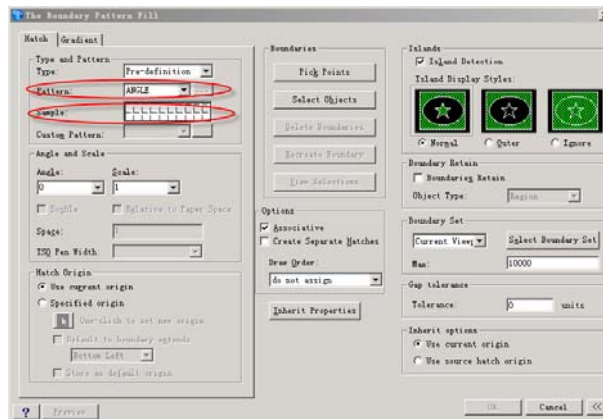 The Boundary Pattern Fill
Hatch
Gradient
Type and Pattern
Type:
Pre-definition
Pattern:
ANGLE
Sample:
Custom Pattern:
Angle and Scale
Angle:
Scale:
0
1
Double
Relative to Paper Space
Space:
1
ISO Pen Width:
Hatch Origin
Use current origin
Specified origin
One-click to set new origin
Default to boundary extends
Bottom Left
Store as default origin
?
Preview
Boundaries
Pick Points
Select Objects
Delete Boundaries
Recreate Boundary
View Selections
Options
Associative
Create Separate Hatches
Draw Order:
do not assign
Inherit Properties
Islands
Island Detection
Island Display Styles:
Normal
Outer
Ignore
Boundary Retain
Boundaries Retain
Object Type:
Region
Boundary Set
Current View
Select Boundary Set
Max:
10000
Gap tolerance
Tolerance:
0
units
Inherit options
Use current origin
Use source hatch origin
OK
Cancel
<<